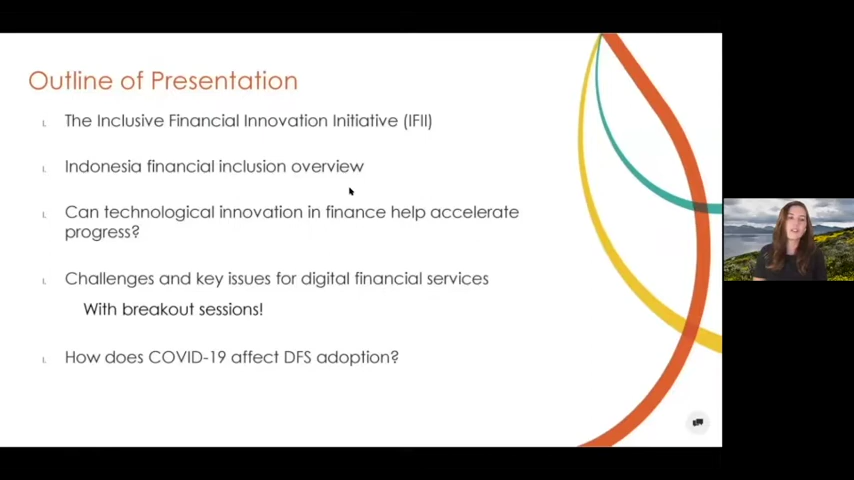 Outline of Presentation
The Inclusive Financial Innovation Initiative (IFII)
Indonesia financial inclusion overview
Can technological innovation in finance help accelerate
progress?
Challenges and key issues for digital financial services
With breakout sessions!
How does COVID-19 affect DFS adoption?